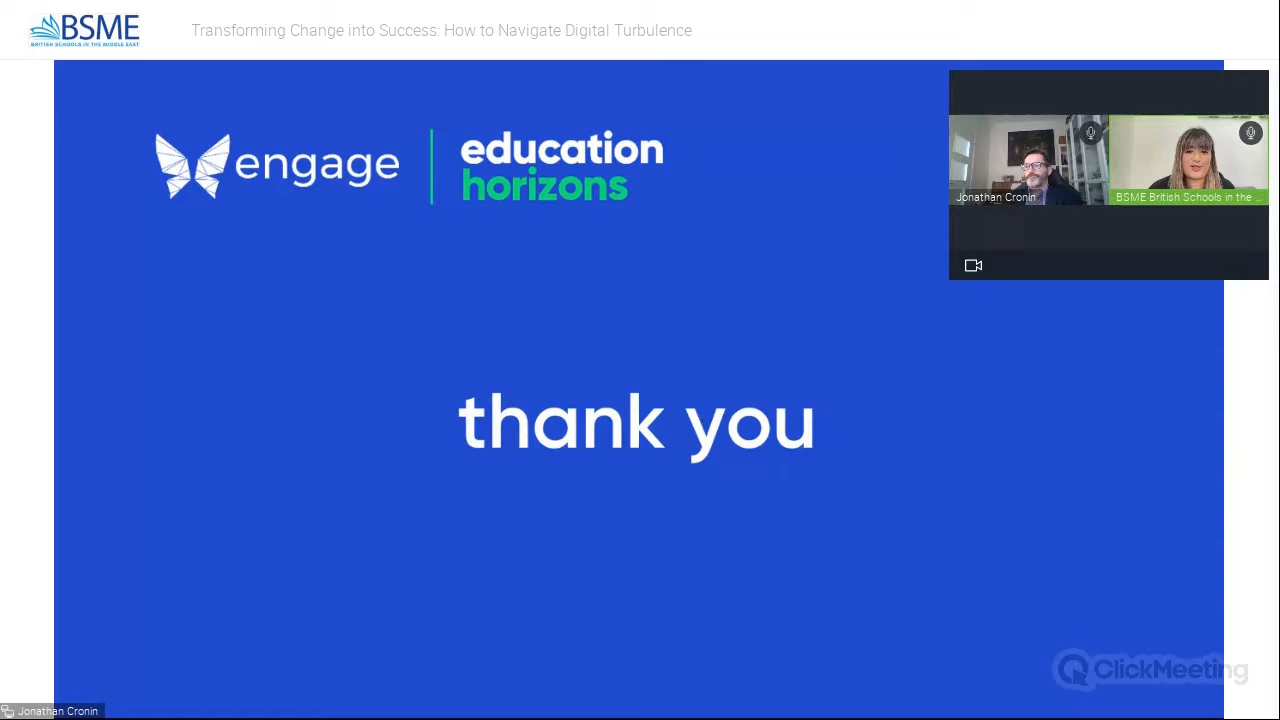 BSME
BRITISH SCHOOLS IN THE MIDDLE EAST
Transforming Change into Success: How to Navigate Digital Turbulence
engage
education
horizons
Jonathan Cronin
BSME British Schools in the ...
thank you
ClickMeeting
Jonathan Cronin